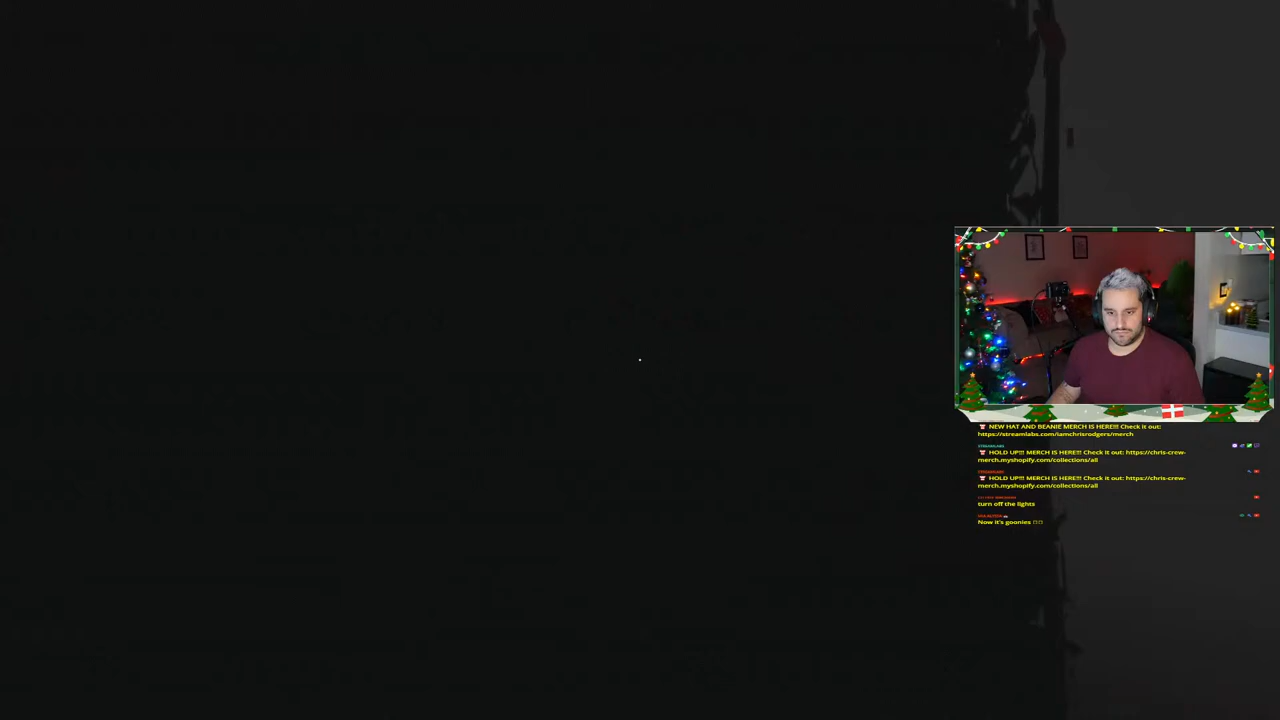 NEW HAT AND BEANIE MERCH IS HERE!!! Check it out:
https://streamlabs.com/iamchrisrodgers/merch
STREAMLABS
HOLD UP!!! MERCH IS HERE!!! Check it out: https://chris-crew-
merch.myshopify.com/collections/all
STREAMLABS
HOLD UP!!! MERCH IS HERE!!! Check it out: https://chris-crew-
merch.myshopify.com/collections/all
turn off the lights
Now it's goonies